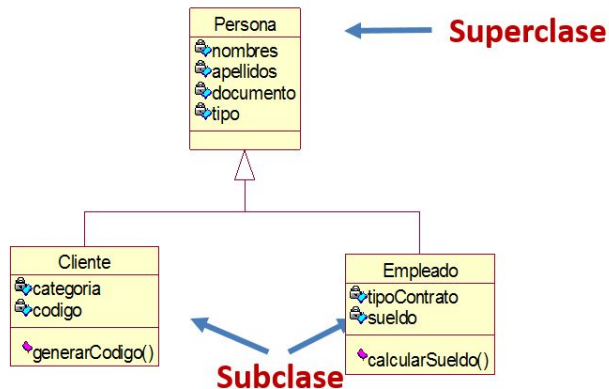 Persona
nombres
apellidos
documento
tipo
Superclase
Cliente
categoria
codigo
generarCodigo()
Empleado
tipoContrato
sueldo
calcularSueldo()
Subclase